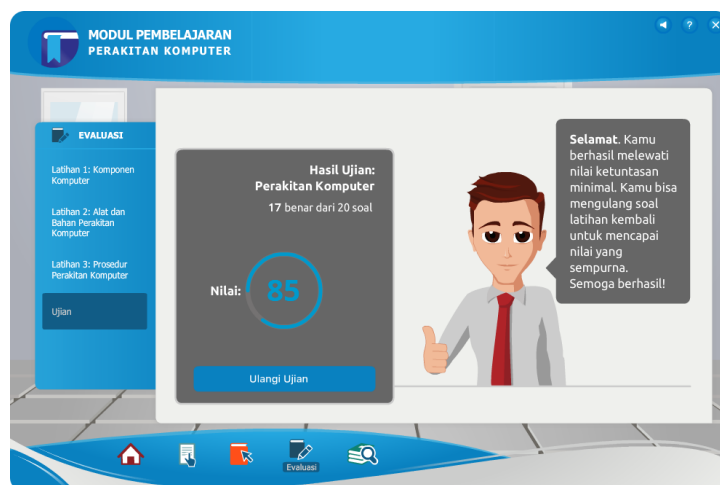 MODUL PEMBELAJARAN
PERAKITAN KOMPUTER
?
EVALUASI
Latihan 1: Komponen
Komputer
Latihan 2: Alat dan
Bahan Perakitan
Komputer
Latihan 3: Prosedur
Perakitan Komputer
Ujian
Hasil Ujian:
Perakitan Komputer
17 benar dari 20 soal
Nilai: 85
Ulangi Ujian
Selamat. Kamu
berhasil melewati
nilai ketuntasan
minimal. Kamu bisa
mengulang soal
latihan kembali
untuk mencapai
nilai yang
sempurna.
Semoga berhasil!
Evaluasi